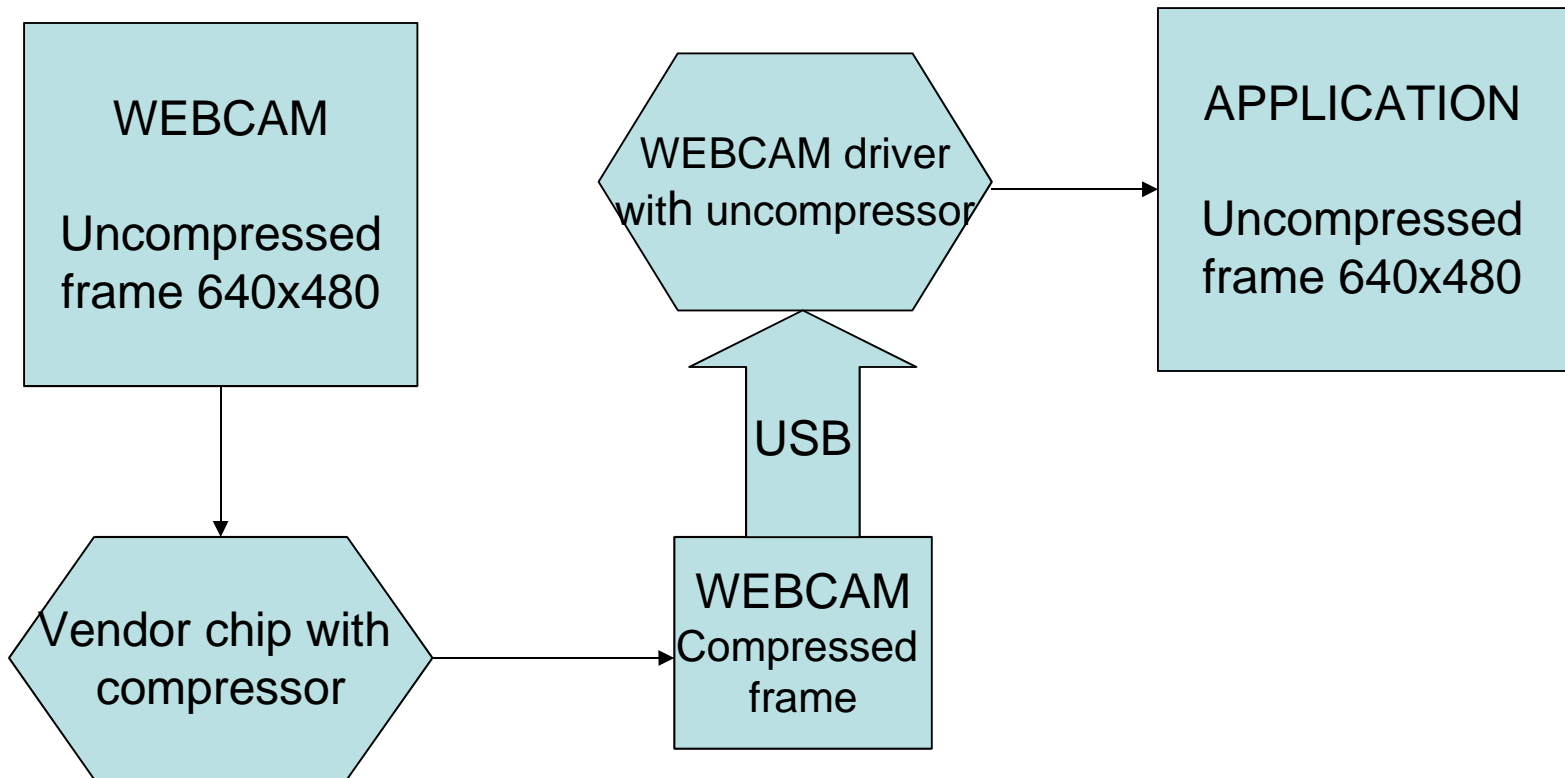 WEBCAM
Uncompressed
frame 640x480
Vendor chip with
compressor
WEBCAM
Compressed
frame
USB
WEBCAM driver
with uncompressor
APPLICATION
Uncompressed
frame 640x480